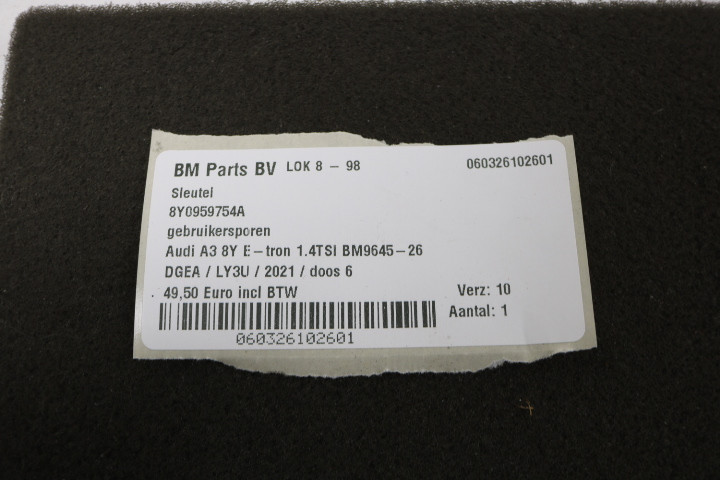 BM Parts BV LOK 8 - 98 060326102601
Sleutel
8Y0959754A
gebruikersporen
Audi A3 8Y E-tron 1.4TSI BM9645-26
DGEA / LY3U / 2021 / doos 6
49,50 Euro incl BTW Verz: 10
Aantal: 1
060326102601